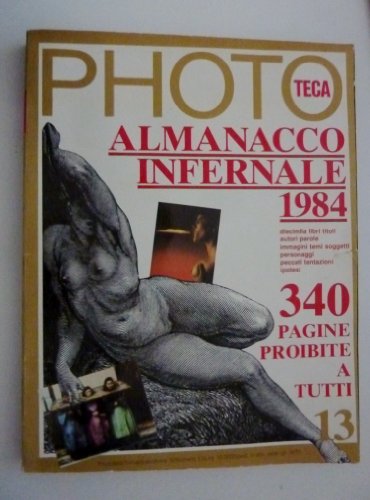 PHOTO
TECA
ALMANACCO
INFERNALE
1984
diecimila libri titoli
autori parole
immagini temi soggetti
personaggi
peccati tentazioni
ipotesi
340
PAGINE
PROIBITE
A
TUTTI
13